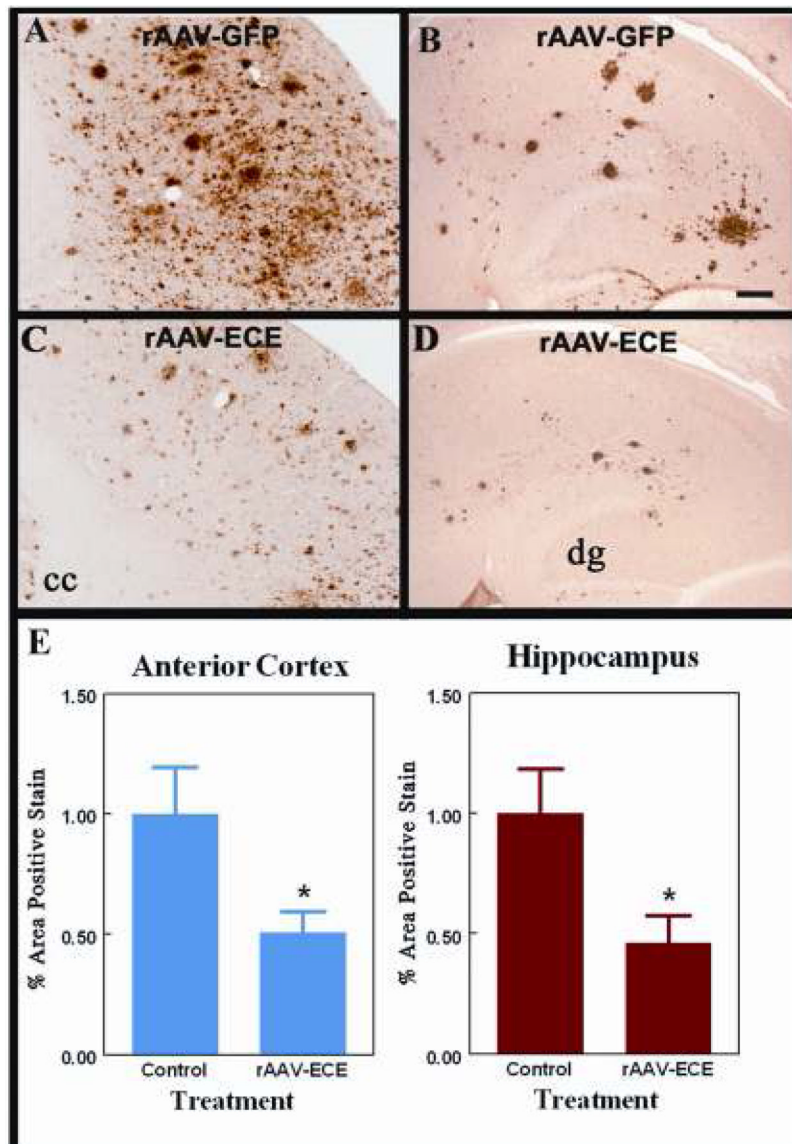 A rAAV-GFP
B rAAV-GFP
C rAAV-ECE
cc
D rAAV-ECE
dg
E
Anterior Cortex
% Area Positive Stain
1.50
1.00
0.50
0.00
Control rAAV-ECE
*
Treatment
Hippocampus
% Area Positive Stain
1.50
1.00
0.50
0.00
Control rAAV-ECE
*
Treatment